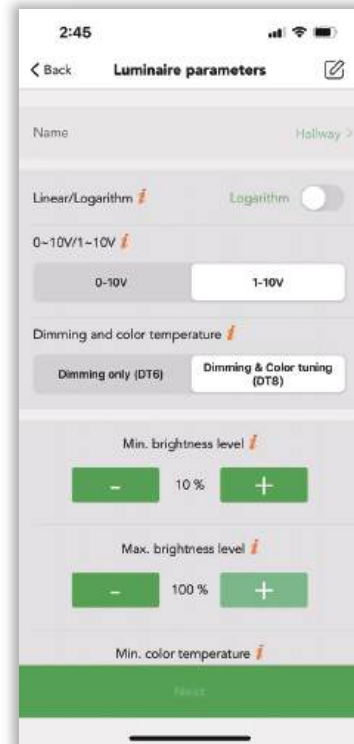 2:45
Back Luminaire parameters
Name Hallway
Linear/Logarithm i Logarithm
0~10V/1~10V i
0-10V 1-10V
Dimming and color temperature i
Dimming only (DT6) Dimming & Color tuning
(DT8)
Min. brightness level i
- 10 % +
Max. brightness level i
- 100 % +
Min. color temperature i
Next